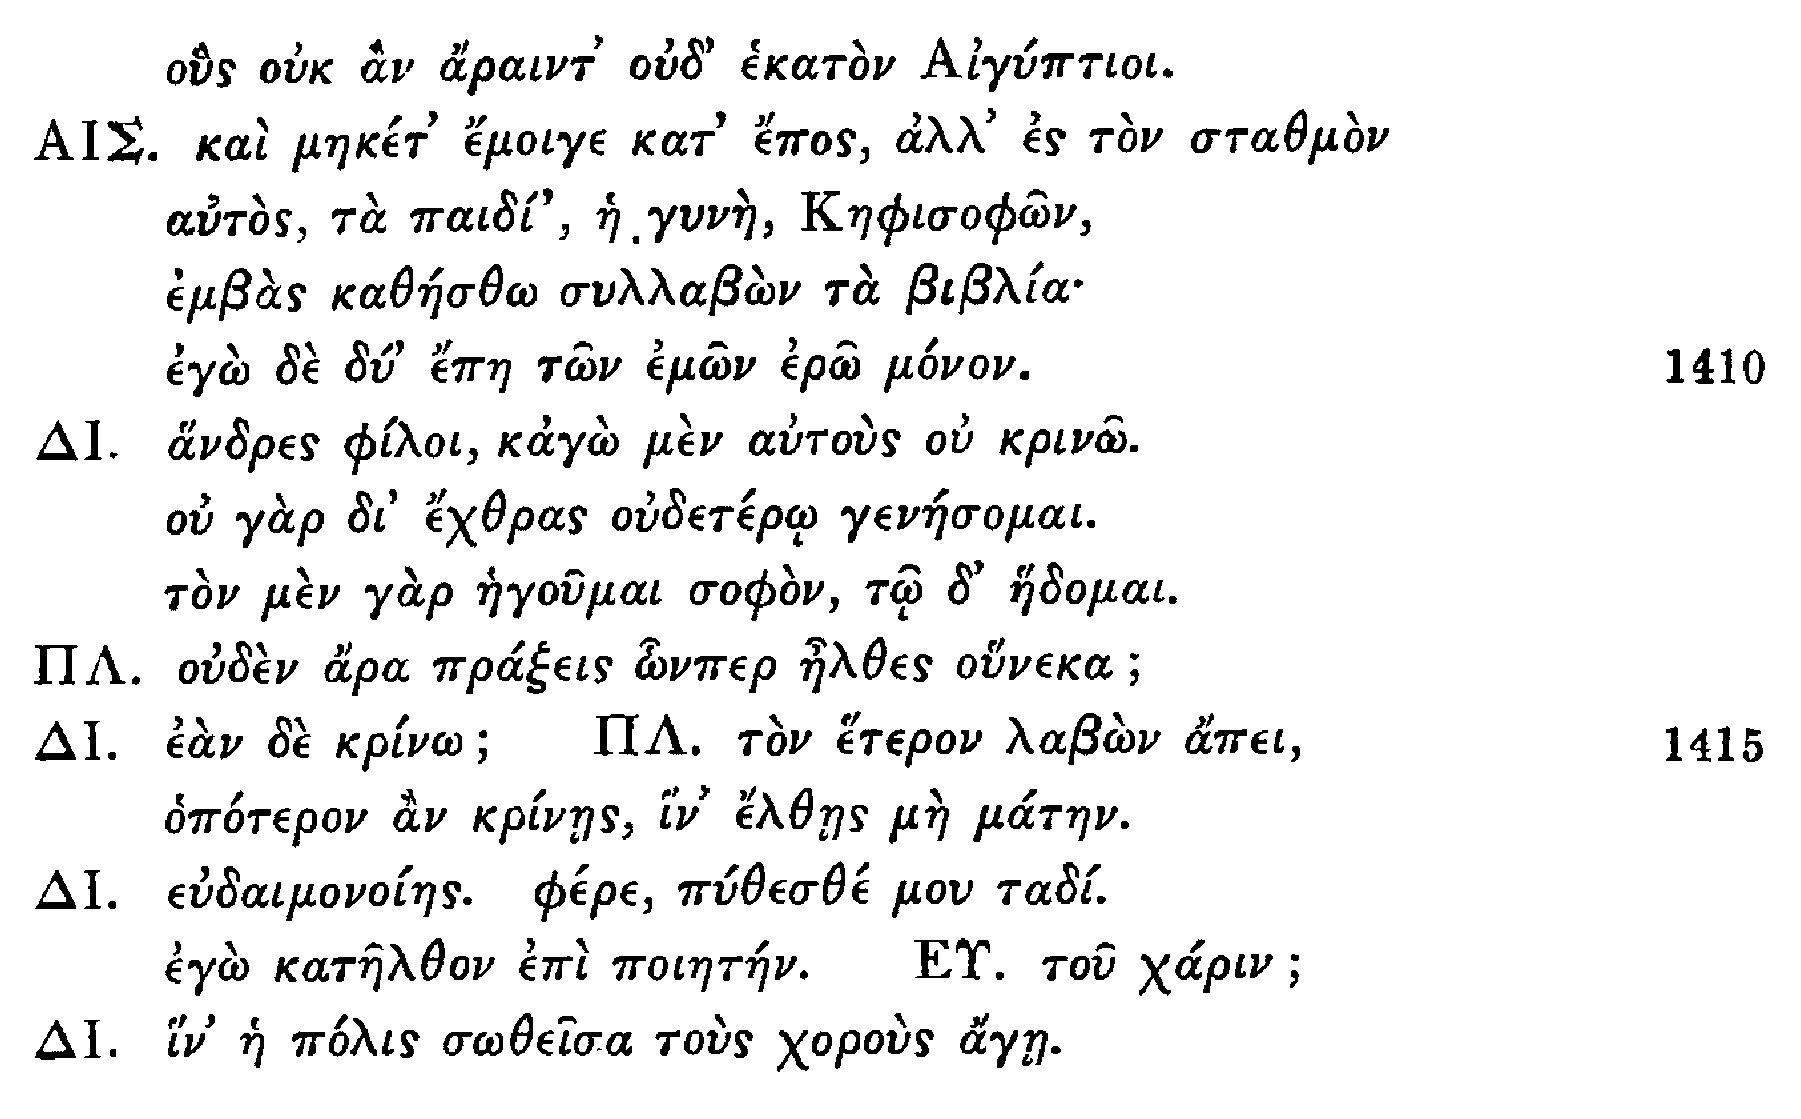 οὓς οὐκ ἂν ἄραιντ' οὐδ' ἑκατὸν Αἰγύπτιοι.
ΑΙΣ. καὶ μηκέτ' ἔμοιγε κατ' ἔπος, ἀλλ' ἐς τὸν σταθμὸν
αὐτὸς, τὰ παιδί', ἡ γυνὴ, Κηφισοφῶν,
ἐμβὰς καθήσθω συλλαβὼν τὰ βιβλία·
ἐγὼ δὲ δύ' ἔπη τῶν ἐμῶν ἐρῶ μόνον. 1410
ΔΙ. ἄνδρες φίλοι, κἀγὼ μὲν αὐτοὺς οὐ κρινῶ.
οὐ γὰρ δι' ἔχθρας οὐδετέρῳ γενήσομαι.
τὸν μὲν γὰρ ἡγοῦμαι σοφὸν, τῷ δ' ἥδομαι.
ΠΛ. οὐδὲν ἄρα πράξεις ὧνπερ ἦλθες οὕνεκα ;
ΔΙ. ἐὰν δὲ κρίνω ; ΠΛ. τὸν ἕτερον λαβὼν ἄπει, 1415
ὁπότερον ἂν κρίνῃς, ἵν' ἔλθῃς μὴ μάτην.
ΔΙ. εὐδαιμονοίης. φέρε, πύθεσθέ μου ταδί.
ἐγὼ κατῆλθον ἐπὶ ποιητήν. ΕΥ. τοῦ χάριν ;
ΔΙ. ἵν' ἡ πόλις σωθεῖσα τοὺς χοροὺς ἄγῃ.